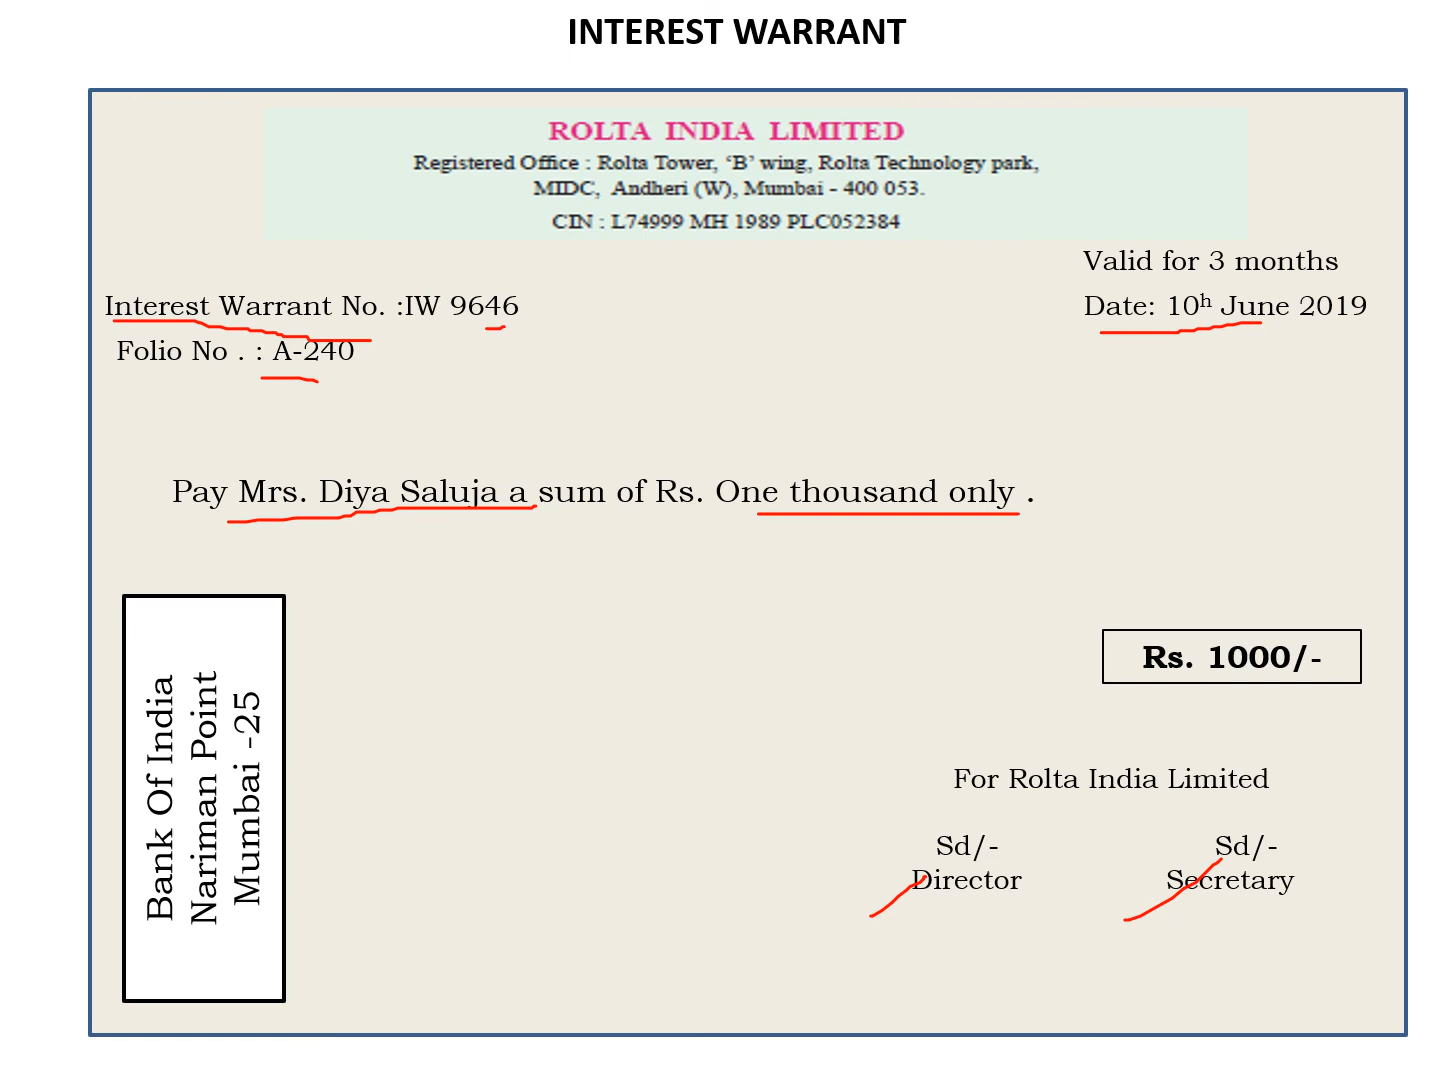 INTEREST WARRANT
ROLTA INDIA LIMITED
Registered Office : Rolta Tower, ‘B’ wing, Rolta Technology park,
MIDC, Andheri (W), Mumbai - 400 053.
CIN : L74999 MH 1989 PLC052384
Valid for 3 months
Interest Warrant No. :IW 9646
Date: 10ʰ June 2019
Folio No . : A-240
Pay Mrs. Diya Saluja a sum of Rs. One thousand only .
Rs. 1000/-
Bank Of India
Nariman Point
Mumbai -25
For Rolta India Limited
Sd/- Sd/-
Director Secretary